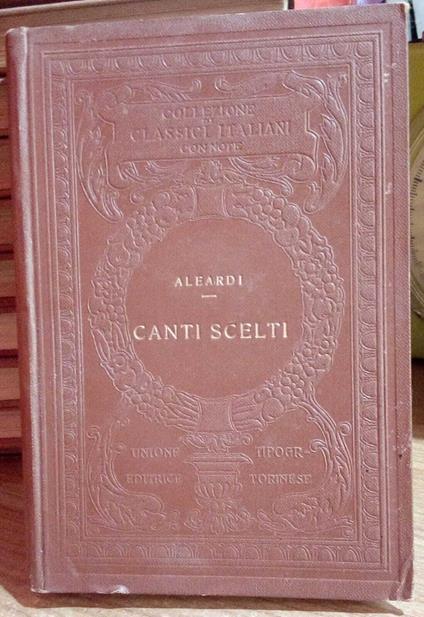 COLLEZIONE
DI
CLASSICI ITALIANI
CON NOTE
ALEARDI
CANTI SCELTI
UNIONE TIPOGR-
EDITRICE TORINESE